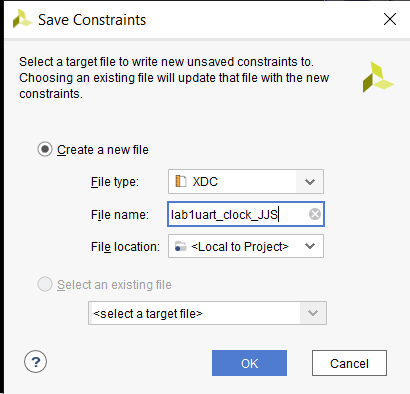 Save Constraints
Select a target file to write new unsaved constraints to.
Choosing an existing file will update that file with the new
constraints.
Create a new file
File type: XDC
File name: lab1uart_clock_JJS
File location: <Local to Project>
Select an existing file
<select a target file>
? OK Cancel